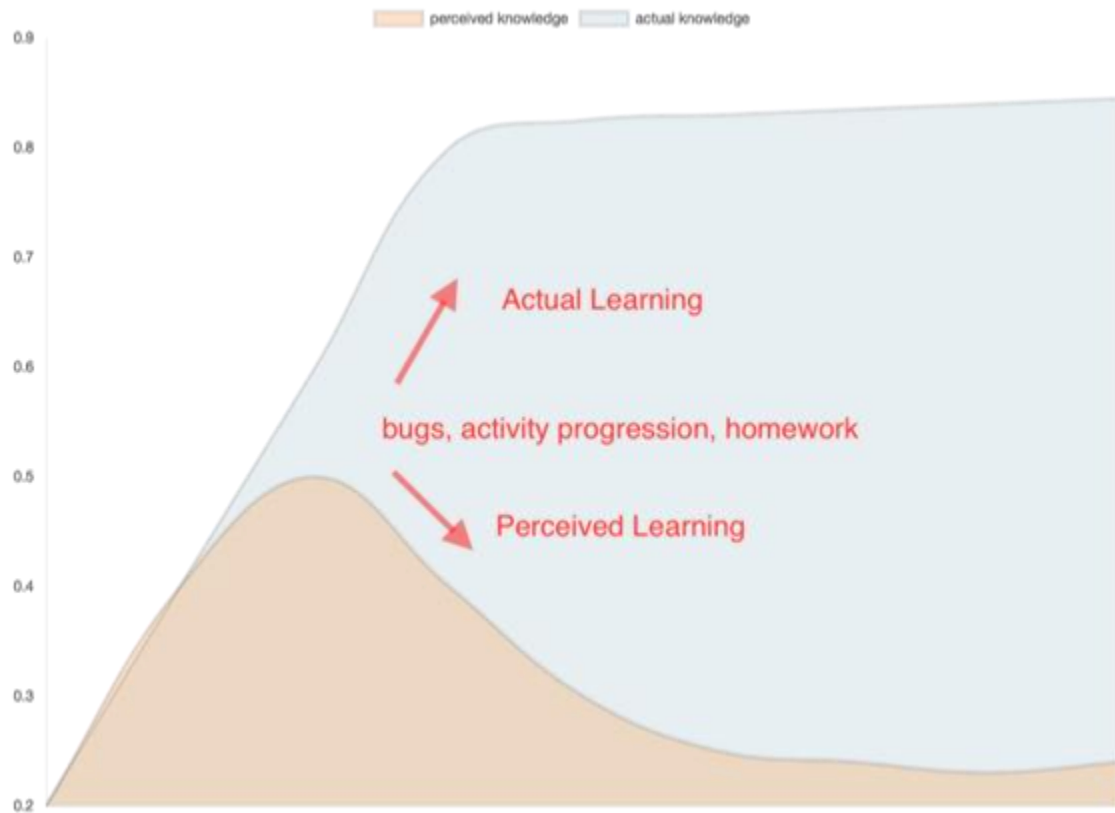 perceived knowledge actual knowledge
0.9
0.8
0.7
Actual Learning
0.6
bugs, activity progression, homework
0.5
Perceived Learning
0.4
0.3
0.2